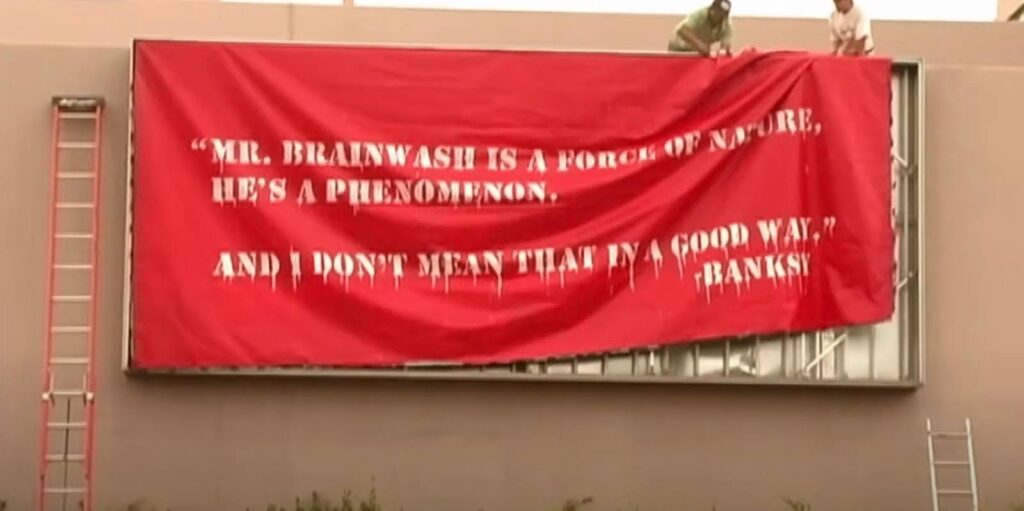 “MR. BRAINWASH IS A FORCE OF NATURE,
HE'S A PHENOMENON.
AND I DON'T MEAN THAT IN A GOOD WAY.”
-BANKSY